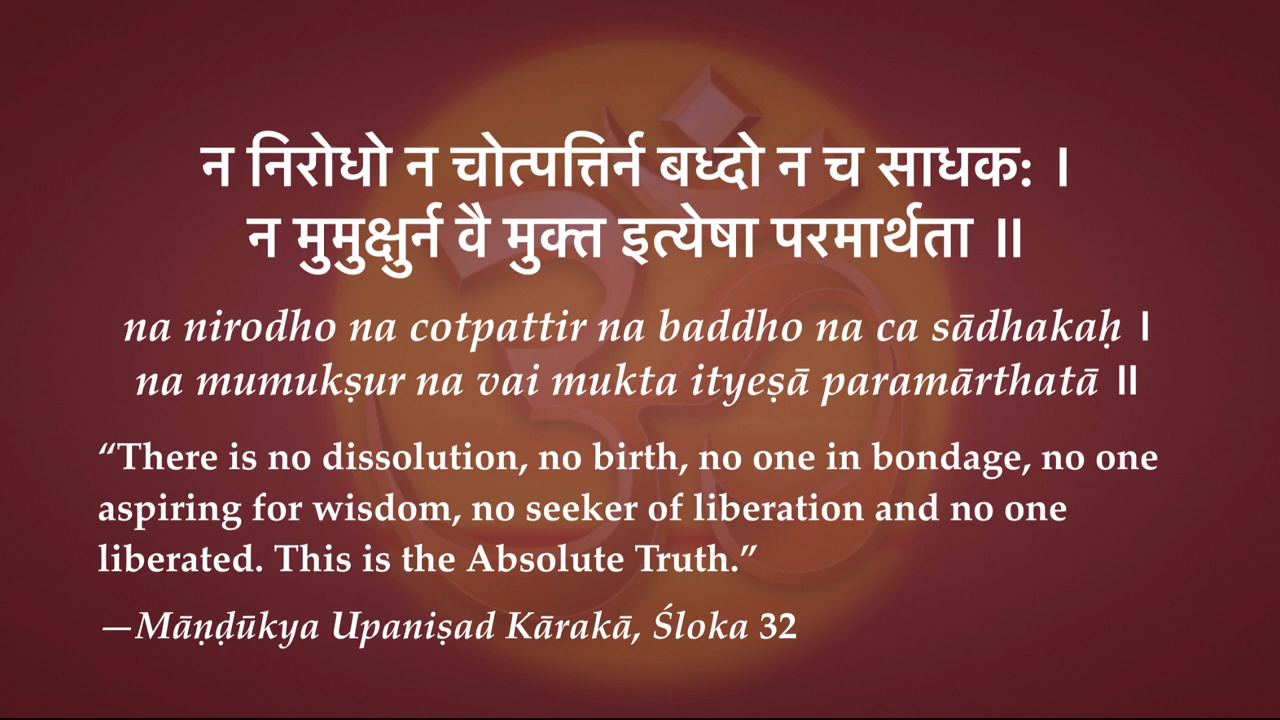 न निरोधो न चोत्पत्तिर्न बध्दो न च साधकः ।
न मुमुक्षुर्न वै मुक्त इत्येषा परमार्थता ॥
na nirodho na cotpattir na baddho na ca sādhakaḥ ।
na mumukṣur na vai mukta ityeṣā paramārthatā ॥
“There is no dissolution, no birth, no one in bondage, no one
aspiring for wisdom, no seeker of liberation and no one
liberated. This is the Absolute Truth.”
—Māṇḍūkya Upaniṣad Kārakā, Śloka 32